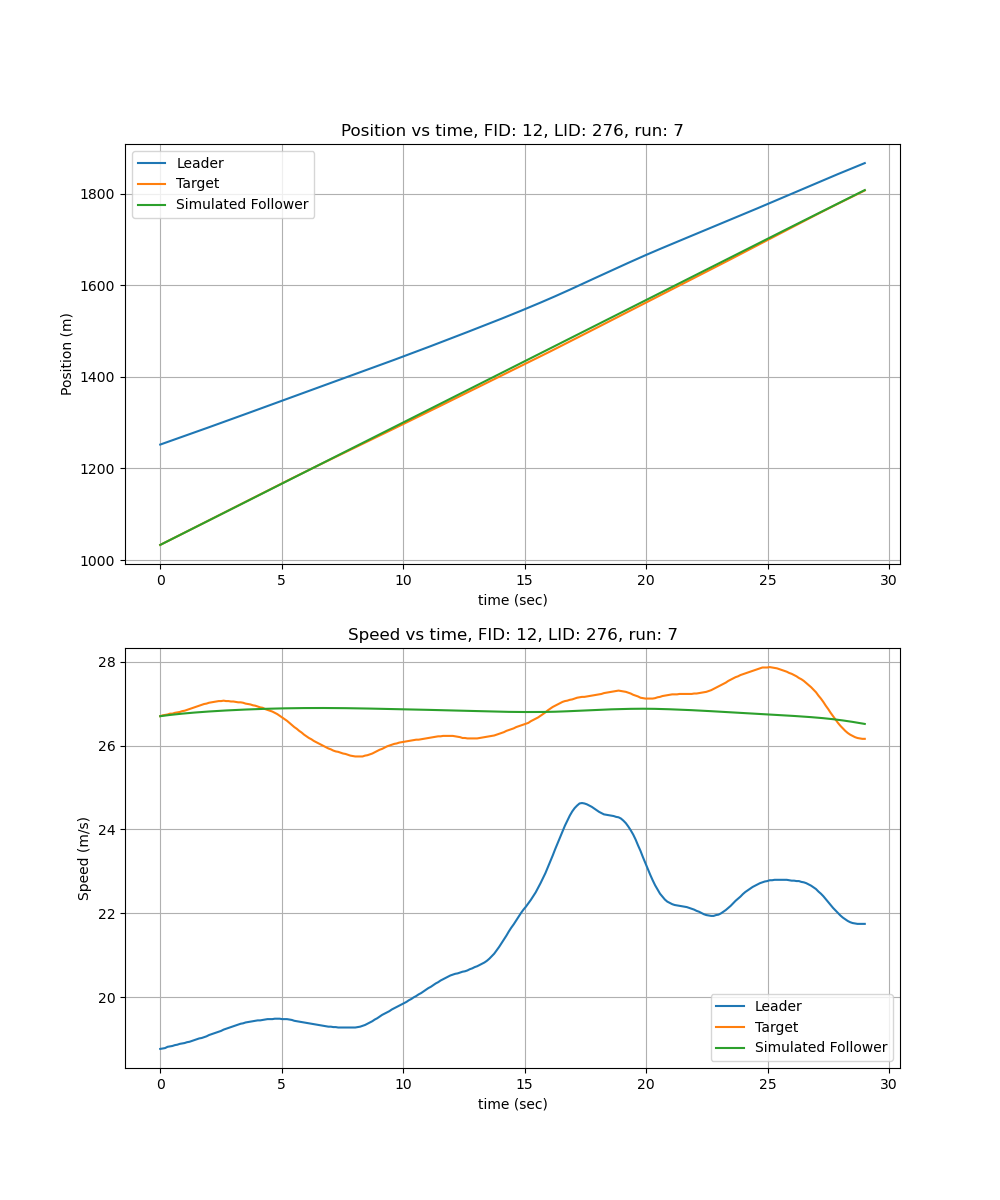 Position vs time, FID: 12, LID: 276, run: 7
Leader
Target
Simulated Follower
1800
1600
1400
1200
1000
Position (m)
0 5 10 15 20 25 30
time (sec)
Speed vs time, FID: 12, LID: 276, run: 7
28
26
24
22
20
Speed (m/s)
Leader
Target
Simulated Follower
0 5 10 15 20 25 30
time (sec)